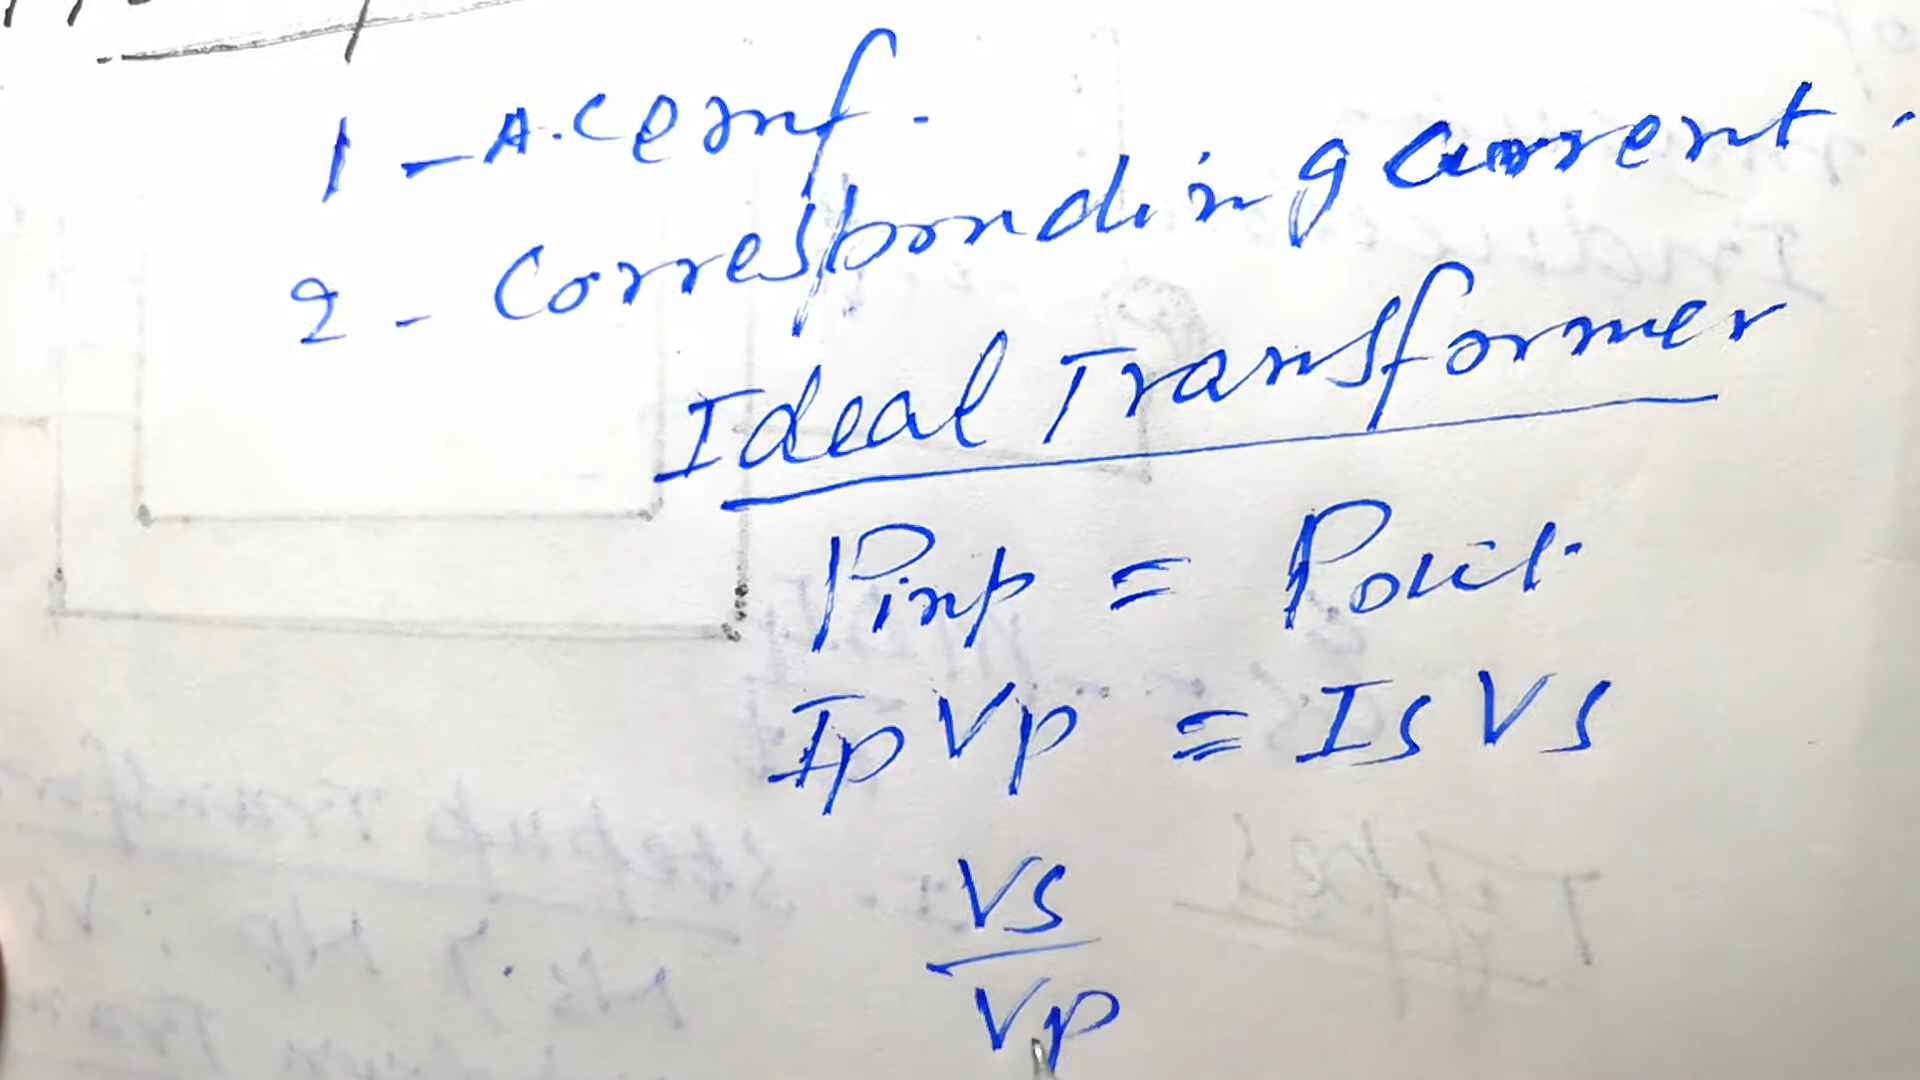 1 - A.C emf.
2 - Corresponding current.
Ideal Transformer
Pinp = Pout.
Ip Vp = Is Vs
Vs
Vp